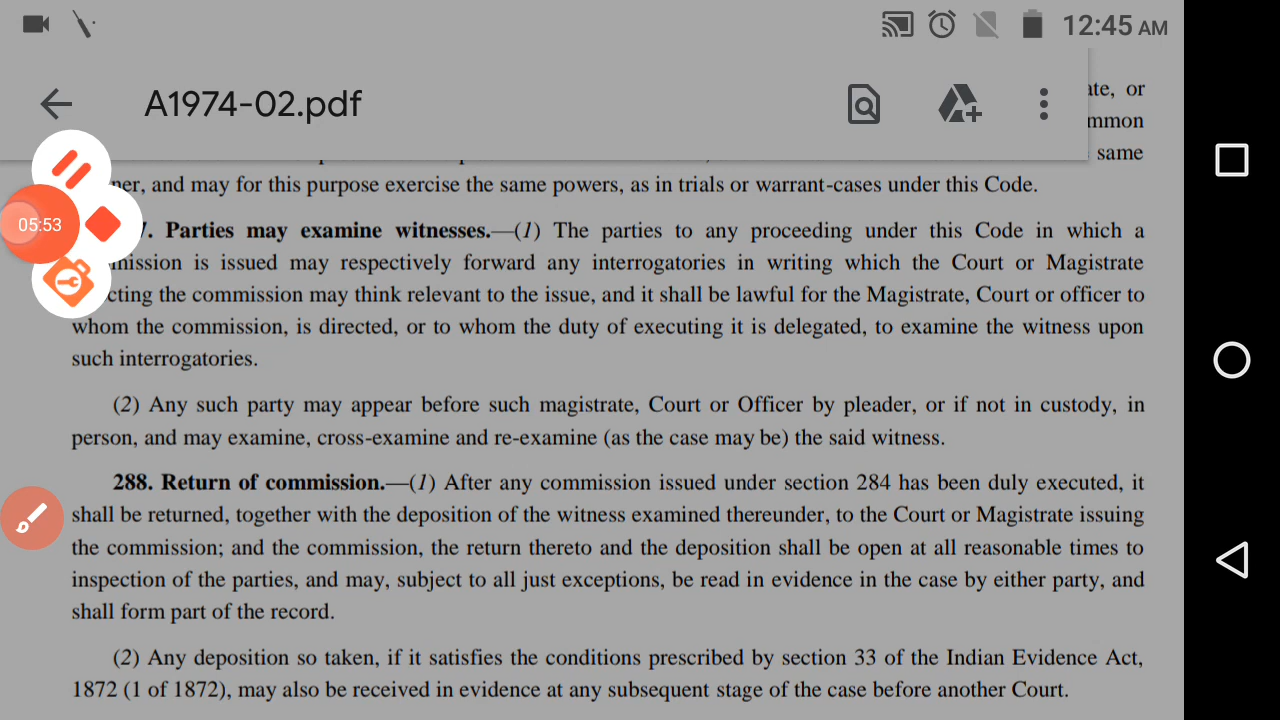 12:45 AM
A1974-02.pdf
ate, or
mmon
same
ner, and may for this purpose exercise the same powers, as in trials or warrant-cases under this Code.
05:53
7. Parties may examine witnesses.—(1) The parties to any proceeding under this Code in which a
mission is issued may respectively forward any interrogatories in writing which the Court or Magistrate
cting the commission may think relevant to the issue, and it shall be lawful for the Magistrate, Court or officer to
whom the commission, is directed, or to whom the duty of executing it is delegated, to examine the witness upon
such interrogatories.
(2) Any such party may appear before such magistrate, Court or Officer by pleader, or if not in custody, in
person, and may examine, cross-examine and re-examine (as the case may be) the said witness.
288. Return of commission.—(1) After any commission issued under section 284 has been duly executed, it
shall be returned, together with the deposition of the witness examined thereunder, to the Court or Magistrate issuing
the commission; and the commission, the return thereto and the deposition shall be open at all reasonable times to
inspection of the parties, and may, subject to all just exceptions, be read in evidence in the case by either party, and
shall form part of the record.
(2) Any deposition so taken, if it satisfies the conditions prescribed by section 33 of the Indian Evidence Act,
1872 (1 of 1872), may also be received in evidence at any subsequent stage of the case before another Court.